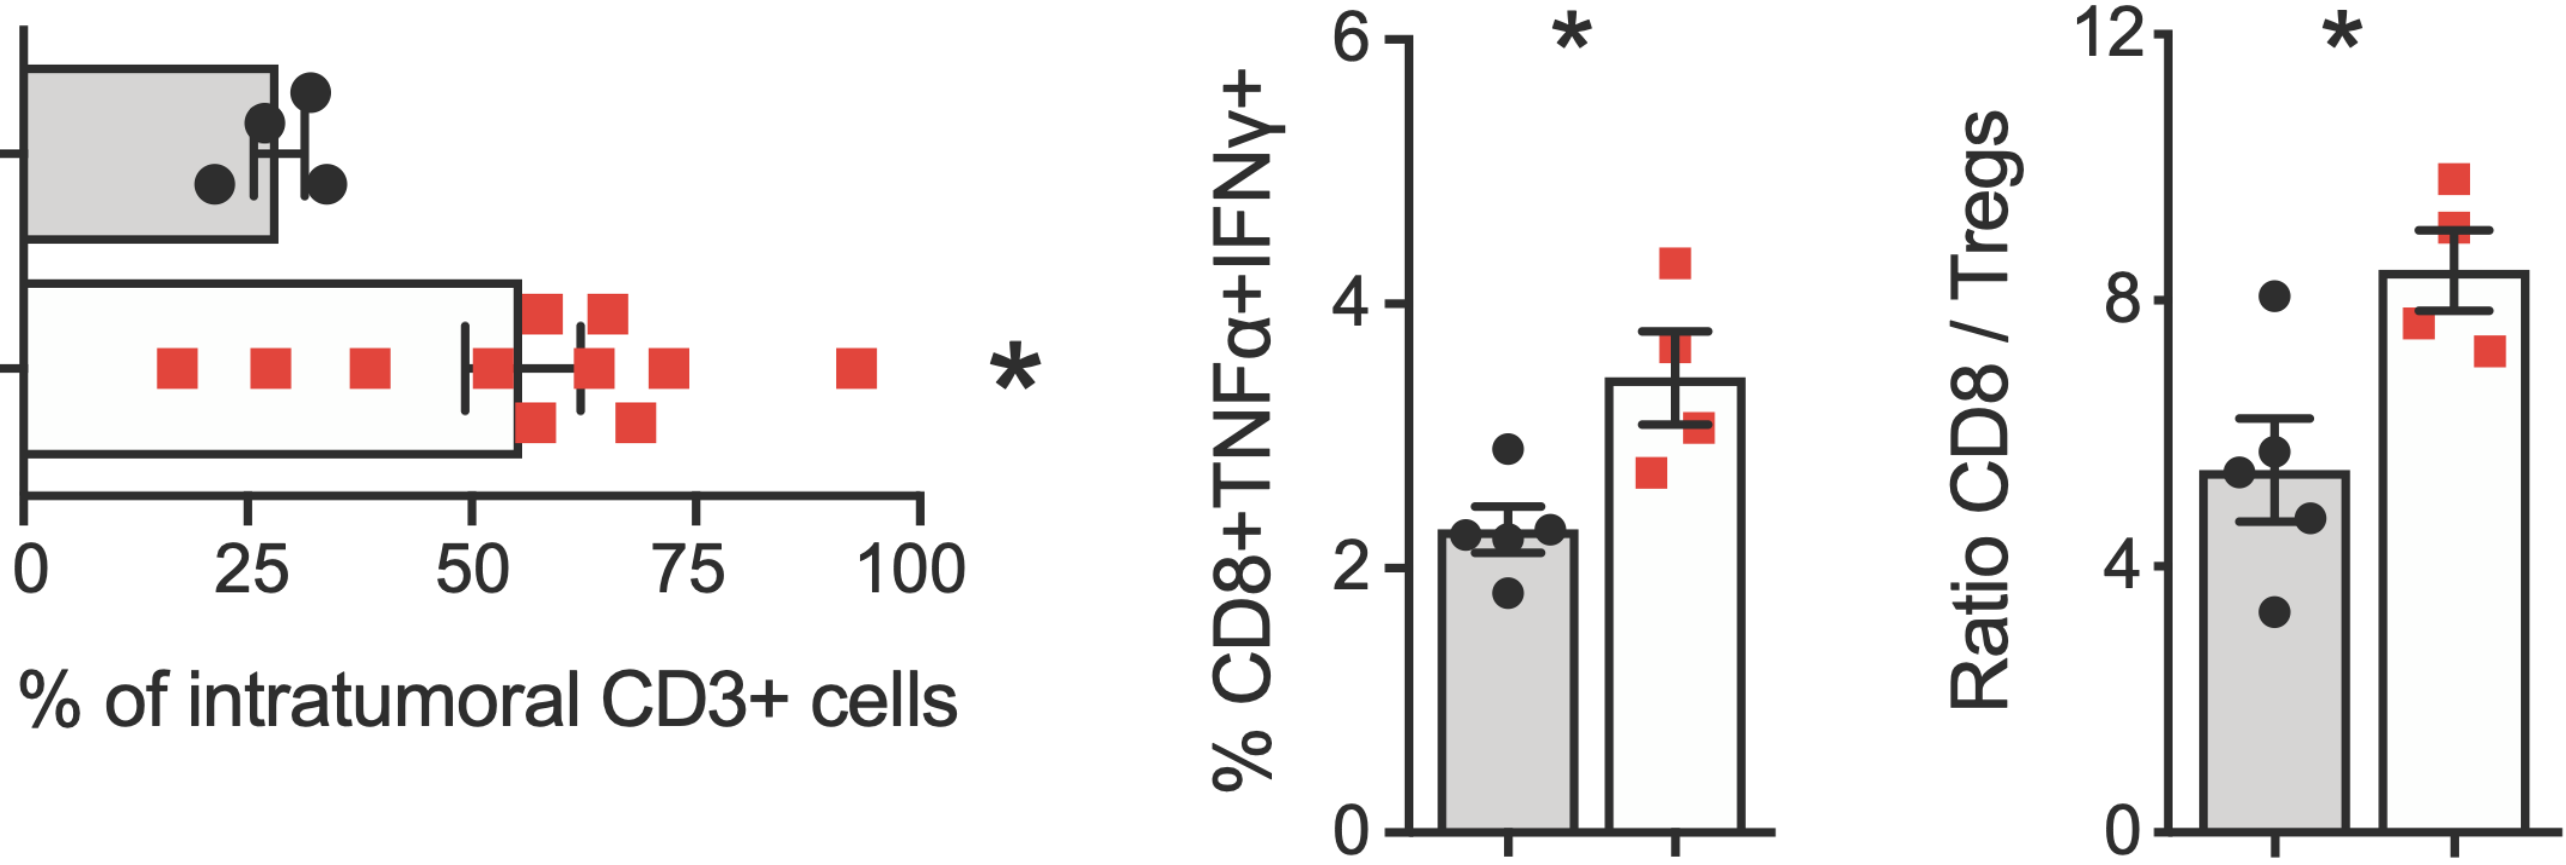 *
0 25 50 75 100
% of intratumoral CD3+ cells
% CD8+TNFα+IFNγ+
6
4
2
0
*
Ratio CD8 / Tregs
12
8
4
0
*